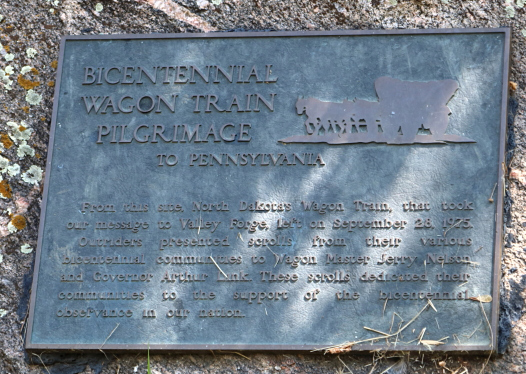 BICENTENNIAL
WAGON TRAIN
PILGRIMAGE
TO PENNSYLVANIA
From this site, North Dakota's Wagon Train, that took
our message to Valley Forge, left on September 26, 1975.
Outriders presented scrolls from their various
bicentennial communities to Wagon Master Jerry Nelson
and Governor Arthur Link. These scrolls dedicated their
communities to the support of the bicentennial
observance in our nation.